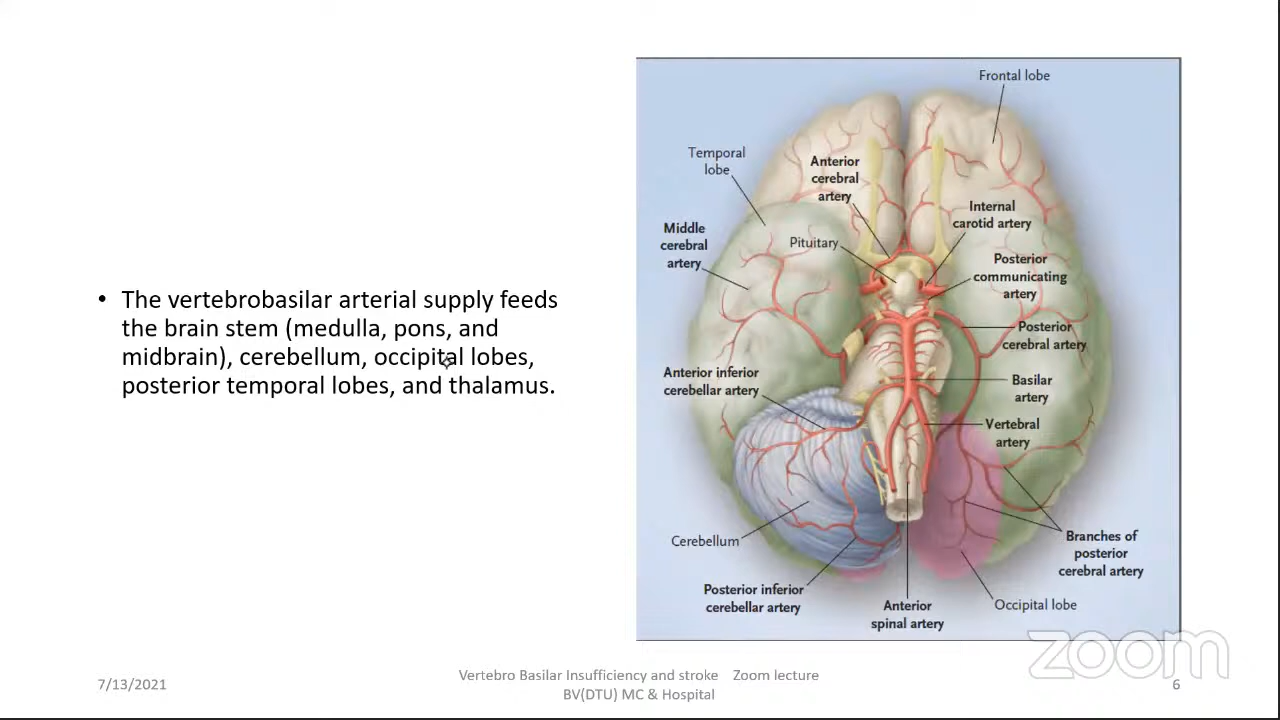 • The vertebrobasilar arterial supply feeds
the brain stem (medulla, pons, and
midbrain), cerebellum, occipital lobes,
posterior temporal lobes, and thalamus.
Frontal lobe
Temporal
lobe
Anterior
cerebral
artery
Internal
carotid artery
Middle
cerebral
artery
Pituitary
Posterior
communicating
artery
Posterior
cerebral artery
Anterior inferior
cerebellar artery
Basilar
artery
Vertebral
artery
Cerebellum
Branches of
posterior
cerebral artery
Posterior inferior
cerebellar artery
Anterior
spinal artery
Occipital lobe
zoom
7/13/2021
Vertebro Basilar Insufficiency and stroke Zoom lecture
BV(DTU) MC & Hospital
6